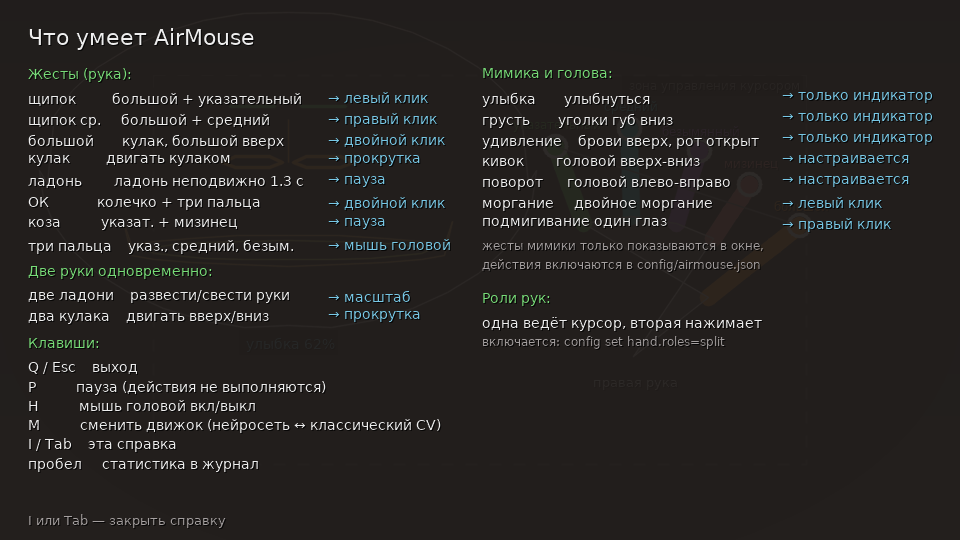 Что умеет AirMouse
Жесты (рука):
щипок большой + указательный → левый клик
щипок ср. большой + средний → правый клик
большой кулак, большой вверх → двойной клик
кулак двигать кулаком → прокрутка
ладонь ладонь неподвижно 1.3 с → пауза
ОК колечко + три пальца → двойной клик
коза указат. + мизинец → пауза
три пальца указ., средний, безым. → мышь головой
Две руки одновременно:
две ладони развести/свести руки → масштаб
два кулака двигать вверх/вниз → прокрутка
Клавиши:
Q / Esc выход
P пауза (действия не выполняются)
H мышь головой вкл/выкл
M сменить движок (нейросеть ↔ классический CV)
I / Tab эта справка
пробел статистика в журнал
Мимика и голова:
улыбка улыбнуться → только индикатор
грусть уголки губ вниз → только индикатор
удивление брови вверх, рот открыт → только индикатор
кивок головой вверх-вниз → настраивается
поворот головой влево-вправо → настраивается
моргание двойное моргание → левый клик
подмигивание один глаз → правый клик
жесты мимики только показываются в окне,
действия включаются в config/airmouse.json
Роли рук:
одна ведёт курсор, вторая нажимает
включается: config set hand.roles=split
улыбка 62%
правая рука
I или Tab — закрыть справку